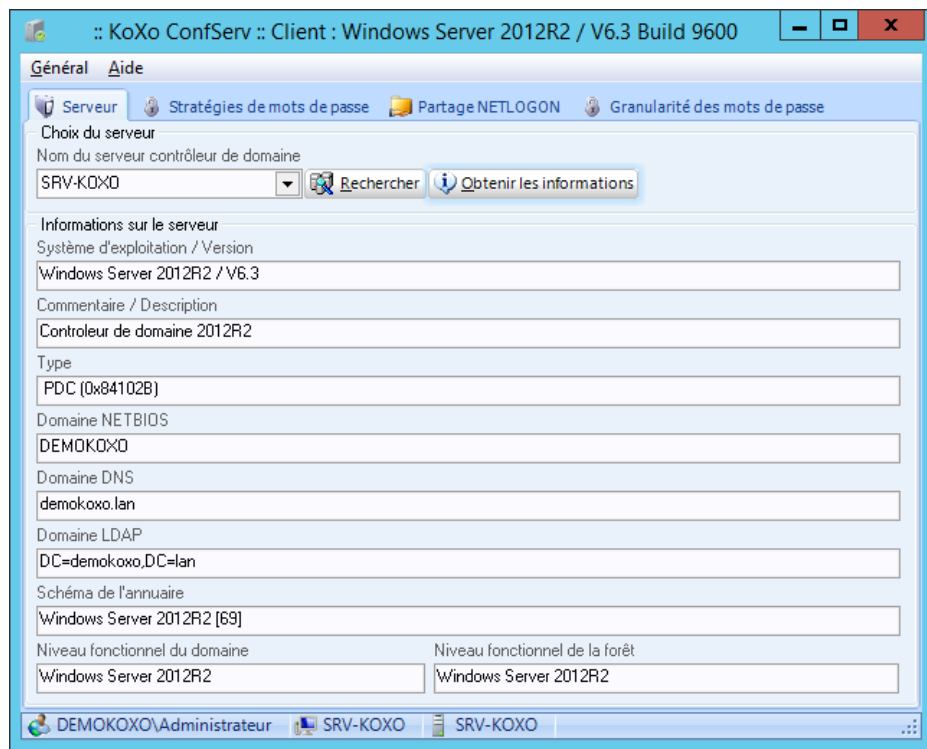 :: KoXo ConfServ :: Client : Windows Server 2012R2 / V6.3 Build 9600
Général Aide
Serveur Stratégies de mots de passe Partage NETLOGON Granularité des mots de passe
Choix du serveur
Nom du serveur contrôleur de domaine
SRV-KOXO Rechercher Obtenir les informations
Informations sur le serveur
Système d'exploitation / Version
Windows Server 2012R2 / V6.3
Commentaire / Description
Controleur de domaine 2012R2
Type
PDC (0x84102B)
Domaine NETBIOS
DEMOKOXO
Domaine DNS
demokoxo.lan
Domaine LDAP
DC=demokoxo,DC=lan
Schéma de l'annuaire
Windows Server 2012R2 [69]
Niveau fonctionnel du domaine Niveau fonctionnel de la forêt
Windows Server 2012R2 Windows Server 2012R2
DEMOKOXO\Administrateur SRV-KOXO SRV-KOXO